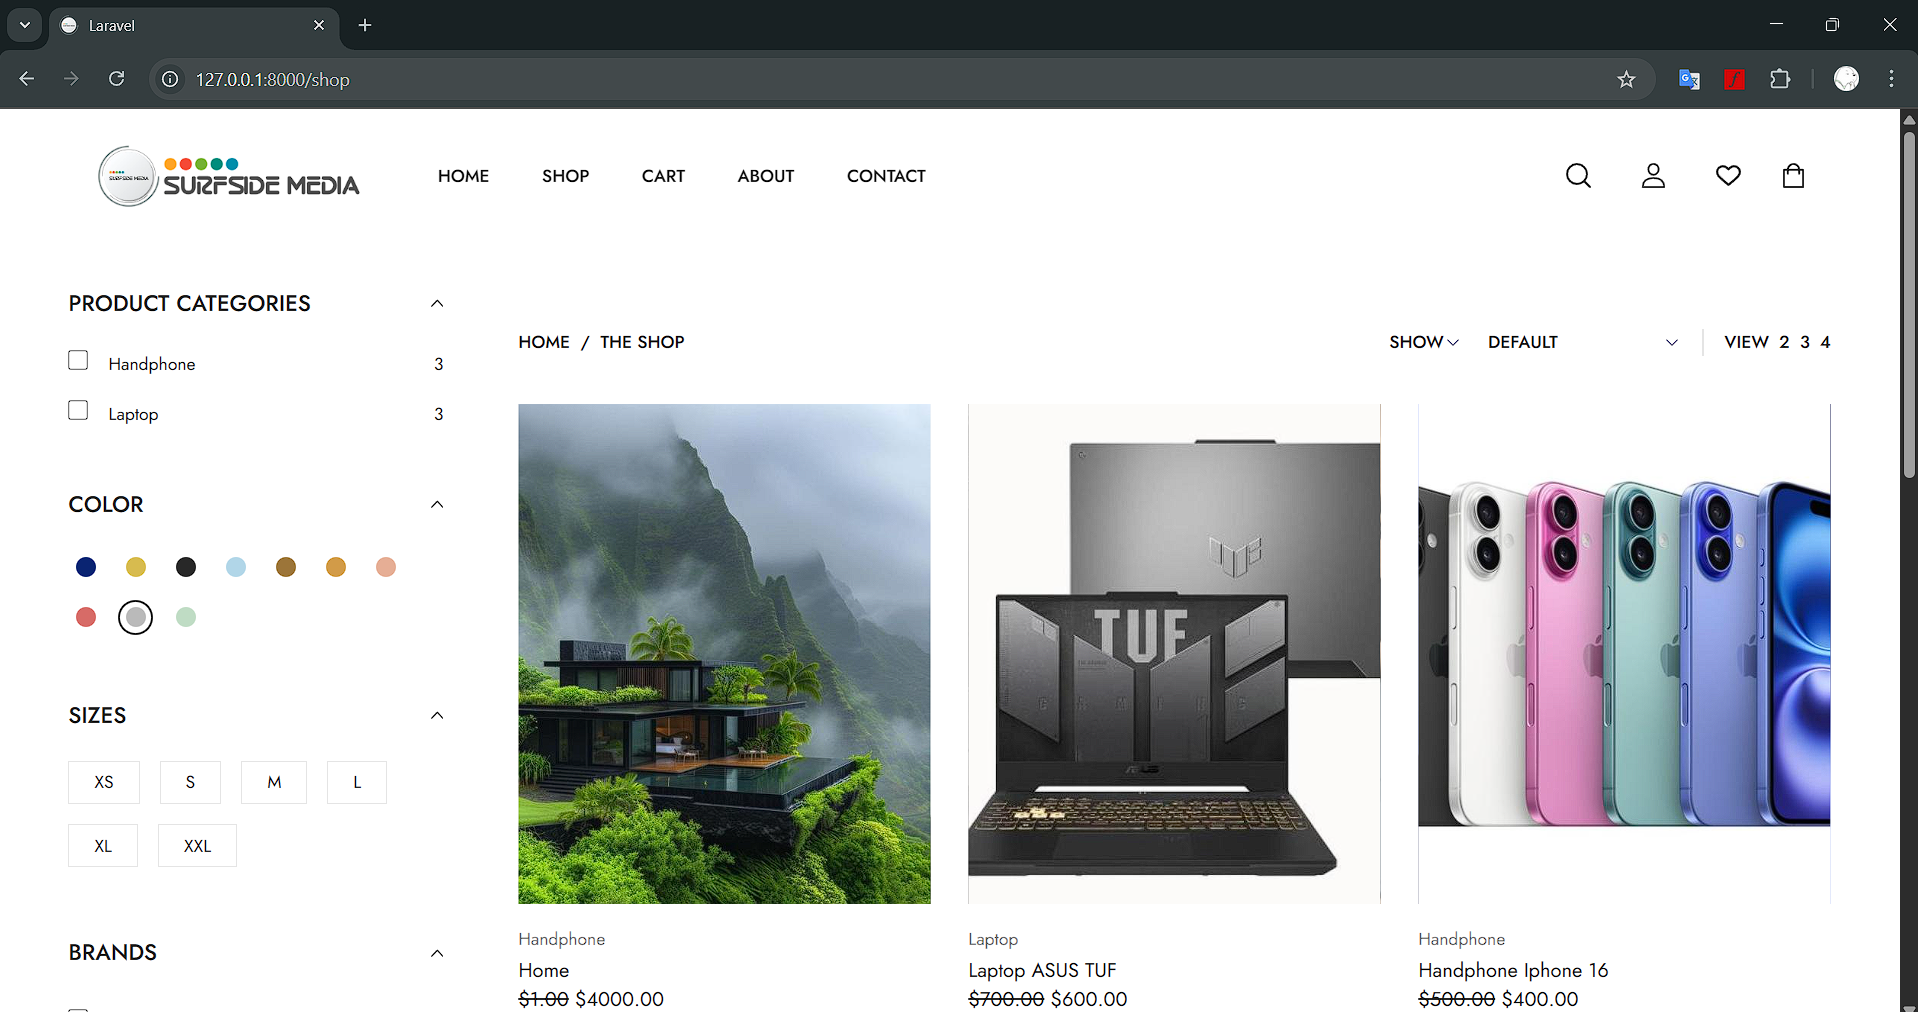 Laravel
127.0.0.1:8000/shop
SURFSIDE MEDIA
SURFSIDE MEDIA
HOME
SHOP
CART
ABOUT
CONTACT
PRODUCT CATEGORIES
Handphone 3
Laptop 3
COLOR
SIZES
XS
S
M
L
XL
XXL
BRANDS
HOME / THE SHOP
SHOW
DEFAULT
VIEW 2 3 4
TUF
ASUS
Handphone
Home
$1.00 $4000.00
Laptop
Laptop ASUS TUF
$700.00 $600.00
Handphone
Handphone Iphone 16
$500.00 $400.00